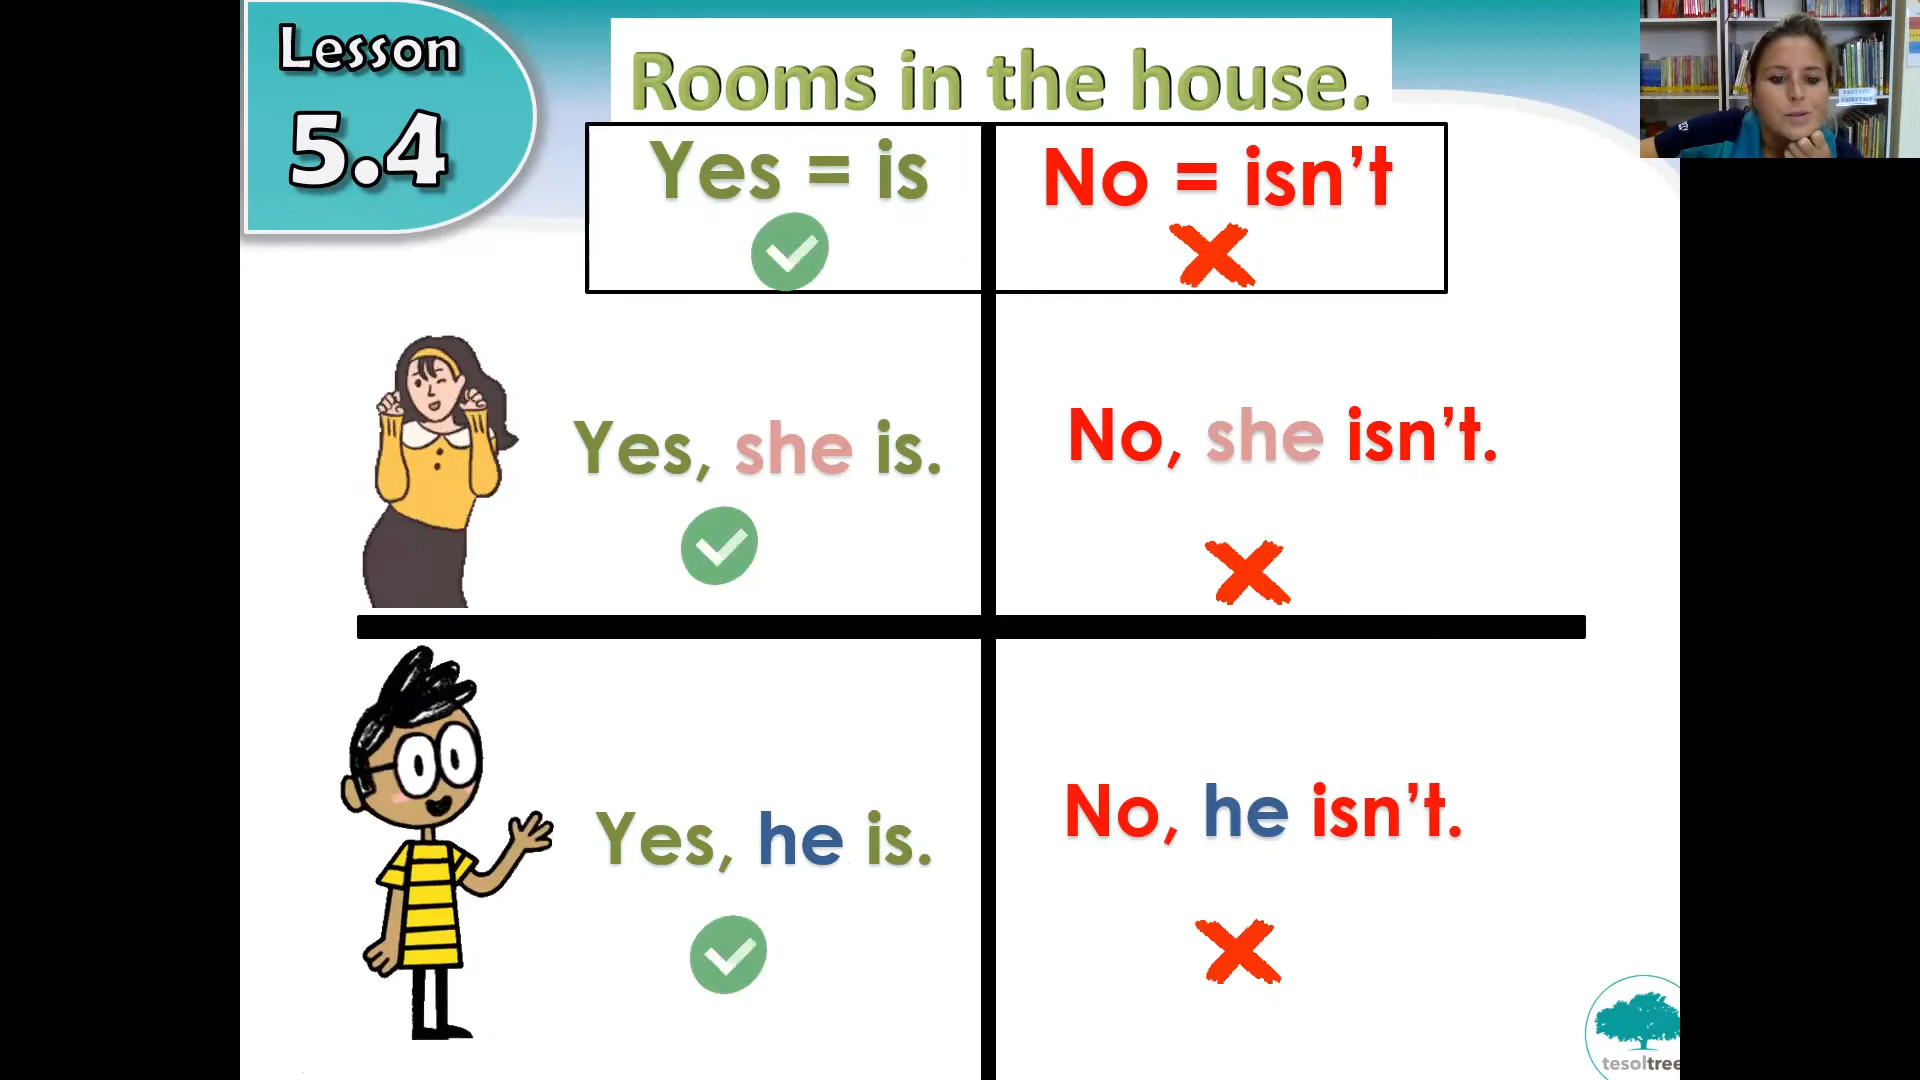 Lesson
5.4
Rooms in the house.
Yes = is
No = isn't
Yes, she is.
No, she isn't.
Yes, he is.
No, he isn't.
tesoltree